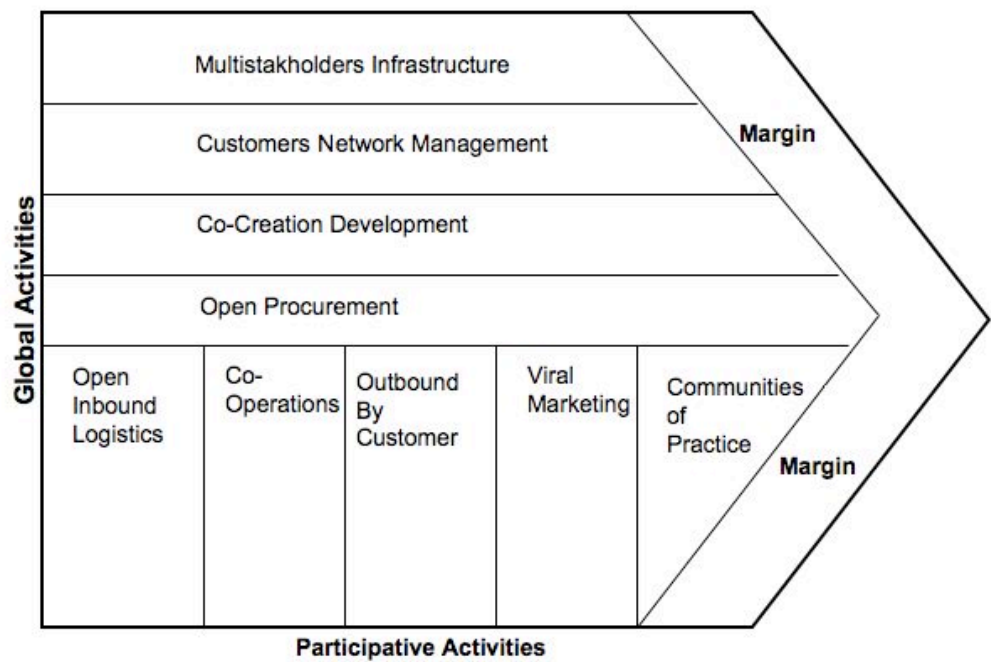 Multistakholders Infrastructure
Margin
Customers Network Management
Co-Creation Development
Open Procurement
Global Activities
Open
Inbound
Logistics
Co-
Operations
Outbound
By
Customer
Viral
Marketing
Communities
of
Practice
Margin
Participative Activities